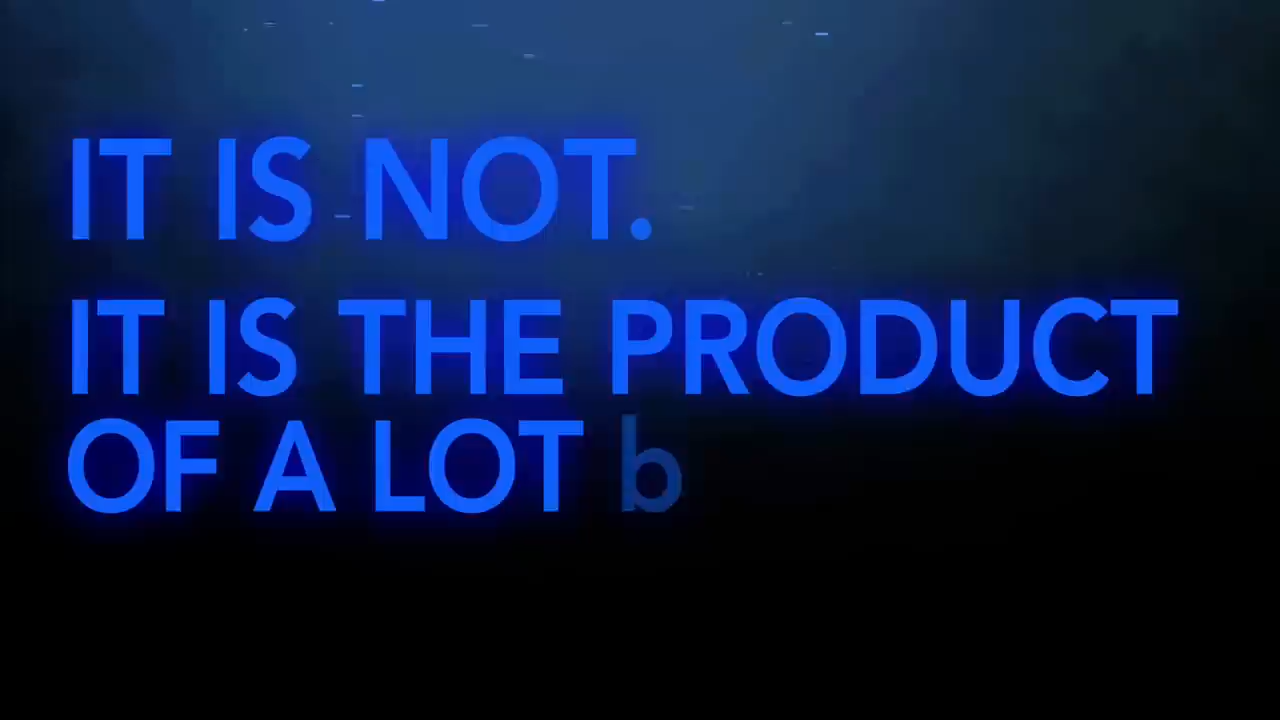 IT IS NOT.
IT IS THE PRODUCT
OF A LOT b